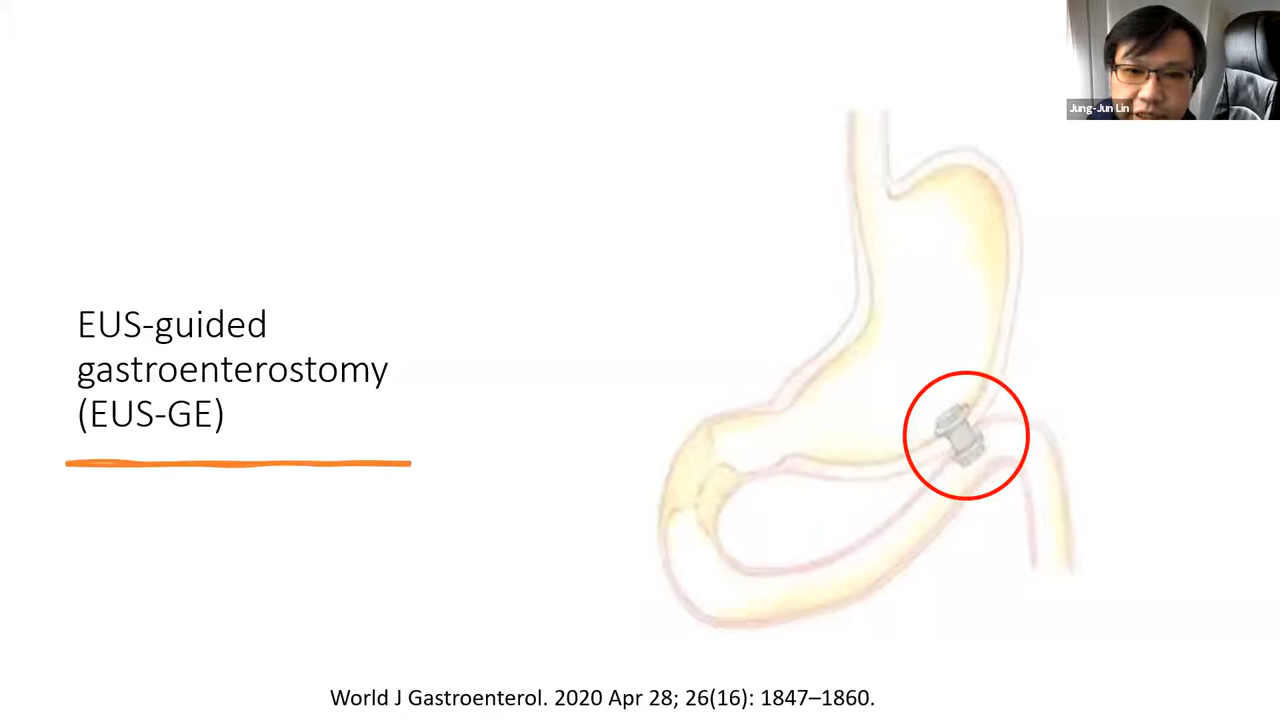 Jung-Jun Lin
EUS-guided
gastroenterostomy
(EUS-GE)
World J Gastroenterol. 2020 Apr 28; 26(16): 1847–1860.